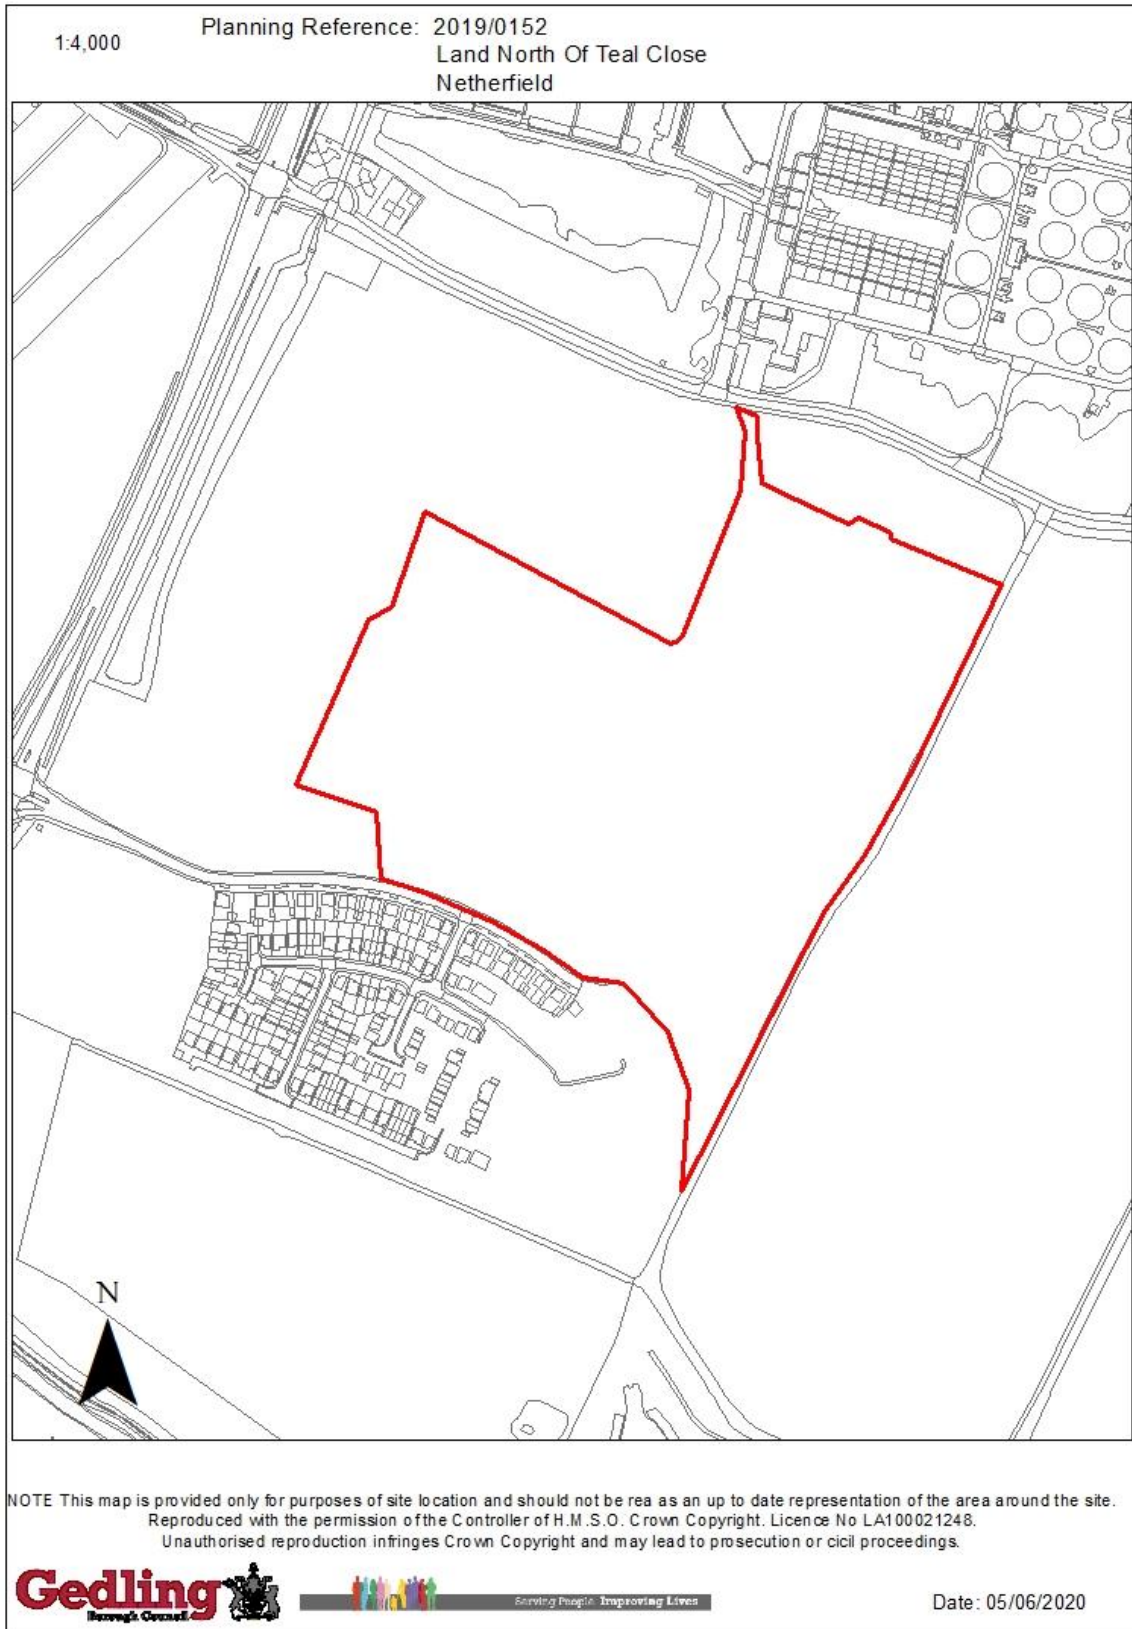 1:4,000
Planning Reference: 2019/0152
Land North Of Teal Close
Netherfield
N
NOTE This map is provided only for purposes of site location and should not be rea as an up to date representation of the area around the site.
Reproduced with the permission of the Controller of H.M.S.O. Crown Copyright. Licence No LA100021248.
Unauthorised reproduction infringes Crown Copyright and may lead to prosecution or cicil proceedings.
Gedling
Borough Council
Serving People Improving Lives
Date: 05/06/2020